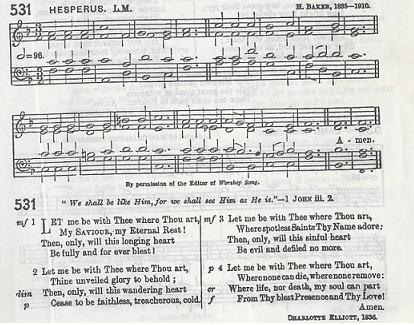 531 HESPERUS. L.M. H. BAKER, 1835–1910.
=96.
A - men.
By permission of the Editor of Worship Song.
531 "We shall be like Him, for we shall see Him as He is."—1 JOHN iii. 2.
mf 1 LET me be with Thee where Thou art,
My SAVIOUR, my Eternal Rest!
Then, only, will this longing heart
Be fully and for ever blest!
2 Let me be with Thee where Thou art,
Thine unveiled glory to behold;
dim Then, only, will this wandering heart
p Cease to be faithless, treacherous, cold.
mf 3 Let me be with Thee where Thou art,
Where spotless Saints Thy Name adore;
Then, only, will this sinful heart
Be evil and defiled no more.
p 4 Let me be with Thee where Thou art,
Where none can die, where none remove:
cr Where life, nor death, my soul can part
f From Thy blest Presence and Thy Love!
Amen.
CHARLOTTE ELLIOTT, 1836.